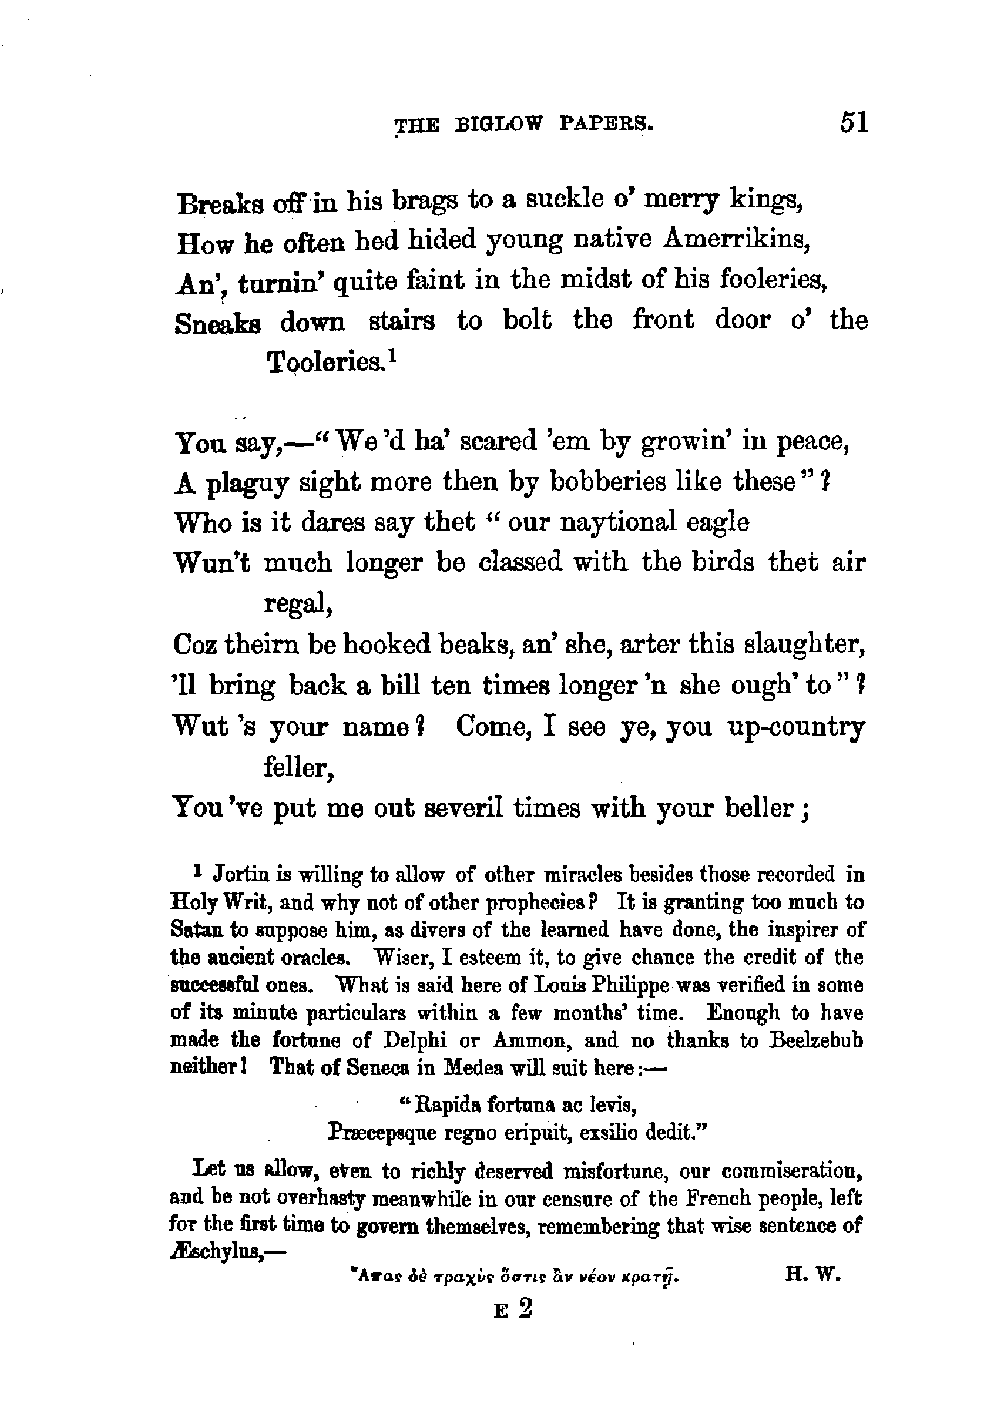 THE BIGLOW PAPERS. 51
Breaks off in his brags to a suckle o' merry kings,
How he often hed hided young native Amerrikins,
An', turnin' quite faint in the midst of his fooleries,
Sneaks down stairs to bolt the front door o' the
Tooleries.¹
You say,—“We'd ha' scared 'em by growin' in peace,
A plaguy sight more then by bobberies like these”?
Who is it dares say thet “our naytional eagle
Wun't much longer be classed with the birds thet air
regal,
Coz theirn be hooked beaks, an' she, arter this slaughter,
'll bring back a bill ten times longer 'n she ough' to”?
Wut 's your name? Come, I see ye, you up-country
feller,
You 've put me out severil times with your beller;
¹ Jortin is willing to allow of other miracles besides those recorded in
Holy Writ, and why not of other prophecies? It is granting too much to
Satan to suppose him, as divers of the learned have done, the inspirer of
the ancient oracles. Wiser, I esteem it, to give chance the credit of the
successful ones. What is said here of Louis Philippe was verified in some
of its minute particulars within a few months' time. Enough to have
made the fortune of Delphi or Ammon, and no thanks to Beelzebub
neither! That of Seneca in Medea will suit here:—
“Rapida fortuna ac levis,
Præcepsque regno eripuit, exsilio dedit.”
Let us allow, even to richly deserved misfortune, our commiseration,
and be not overhasty meanwhile in our censure of the French people, left
for the first time to govern themselves, remembering that wise sentence of
Æschylus,—
Ἅπας δὲ τραχὺς ὅστις ἂν νέον κρατῇ. H. W.
E 2